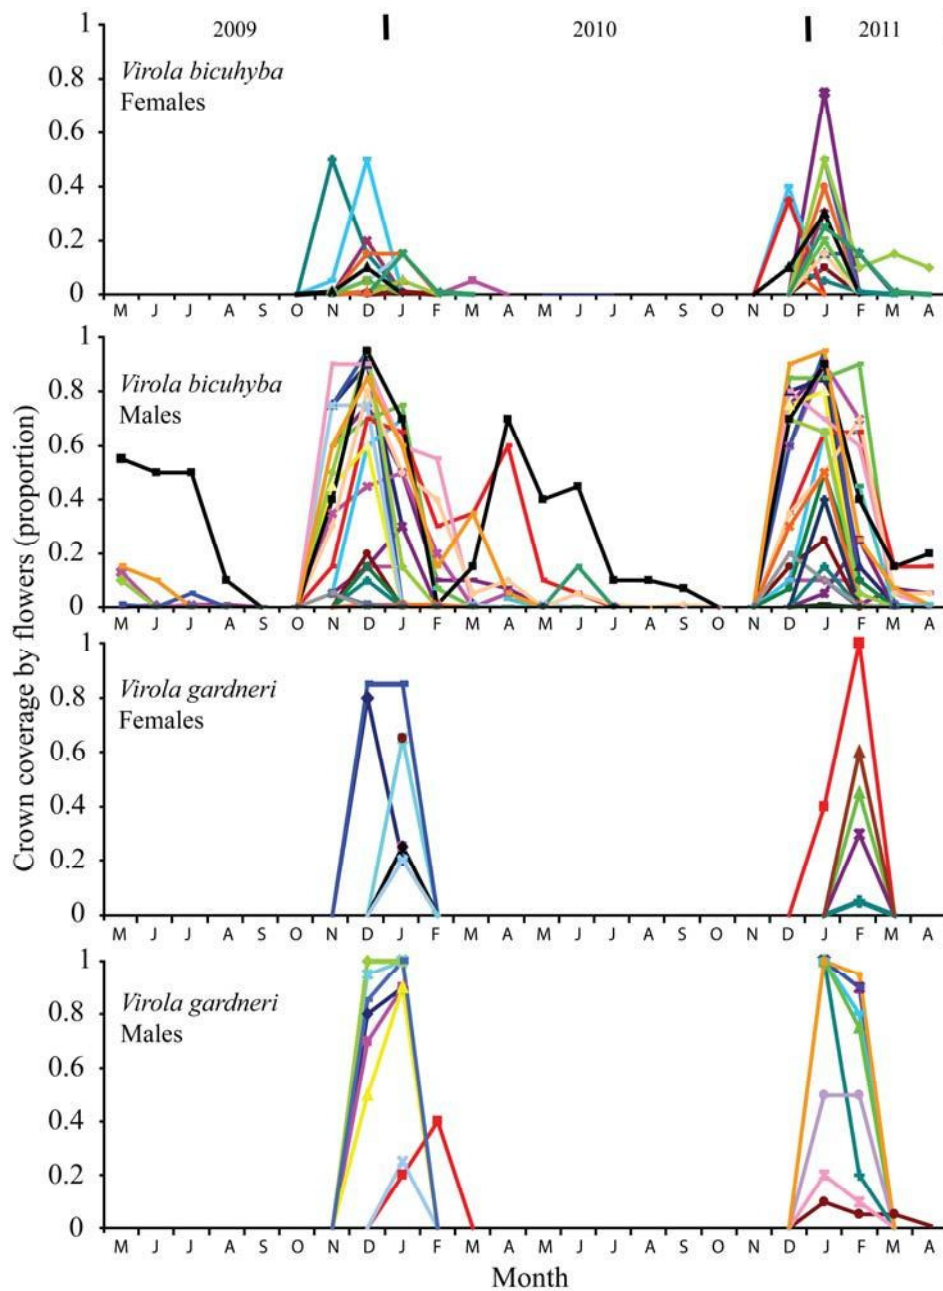 2009 2010 2011
Virola bicuhyba
Females
1
0.8
0.6
0.4
0.2
0
M J J A S O N D J F M A M J J A S O N D J F M A
Virola bicuhyba
Males
1
0.8
0.6
0.4
0.2
0
M J J A S O N D J F M A M J J A S O N D J F M A
Crown coverage by flowers (proportion)
Virola gardneri
Females
1
0.8
0.6
0.4
0.2
0
M J J A S O N D J F M A M J J A S O N D J F M A
Virola gardneri
Males
1
0.8
0.6
0.4
0.2
0
M J J A S O N D J F M A M J J A S O N D J F M A
Month